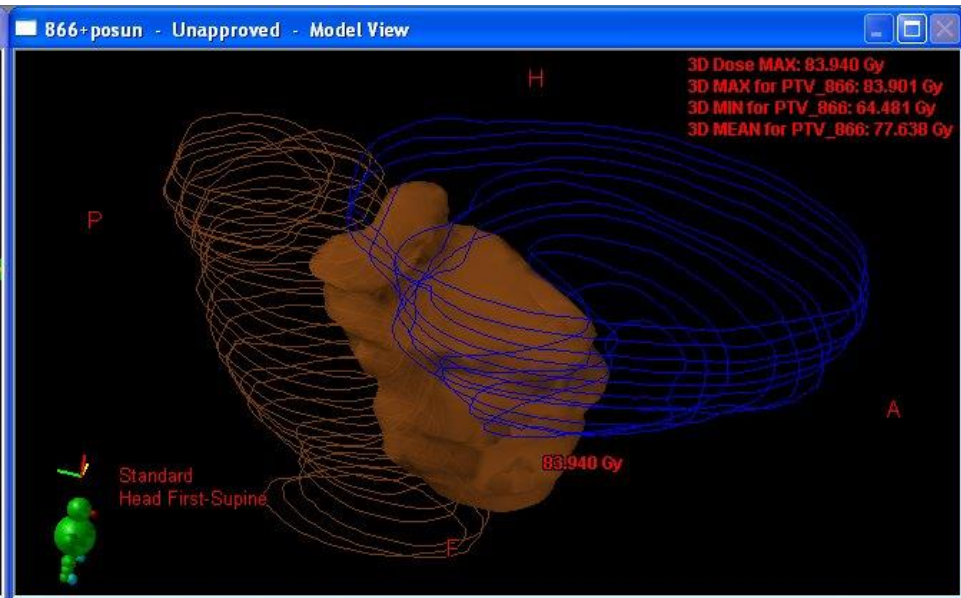 866+posun - Unapproved - Model View
3D Dose MAX: 83.940 Gy
3D MAX for PTV_866: 83.901 Gy
3D MIN for PTV_866: 64.481 Gy
3D MEAN for PTV_866: 77.638 Gy
H
P
A
83.940 Gy
Standard
Head First-Supine
F